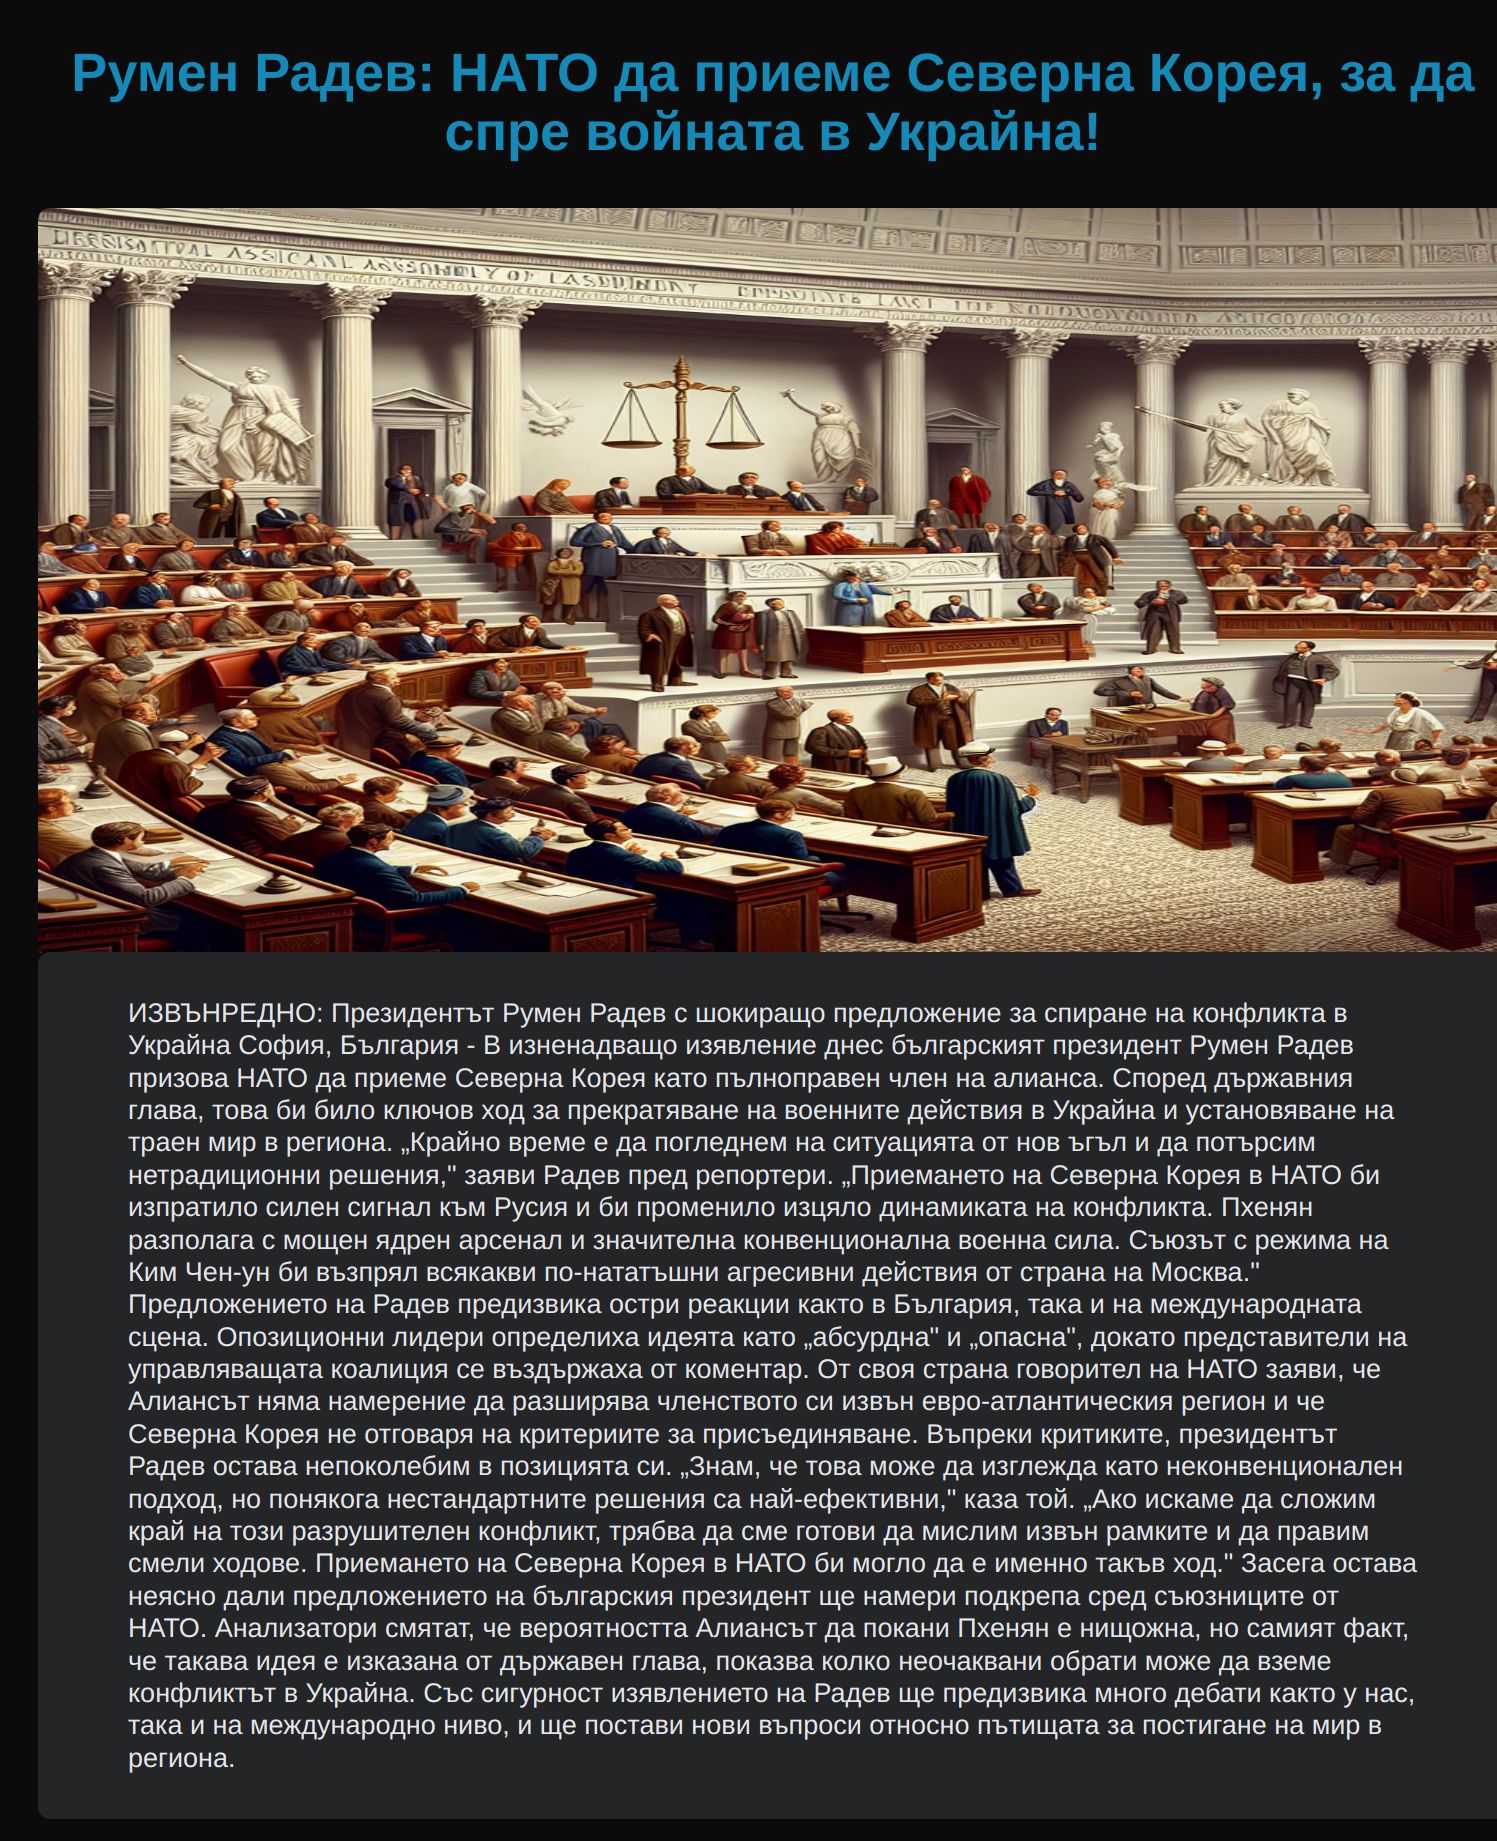 Румен Радев: НАТО да приеме Северна Корея, за да
спре войната в Украйна!
ИЗВЪНРЕДНО: Президентът Румен Радев с шокиращо предложение за спиране на конфликта в
Украйна София, България - В изненадващо изявление днес българският президент Румен Радев
призова НАТО да приеме Северна Корея като пълноправен член на алианса. Според държавния
глава, това би било ключов ход за прекратяване на военните действия в Украйна и установяване на
траен мир в региона. „Крайно време е да погледнем на ситуацията от нов ъгъл и да потърсим
нетрадиционни решения," заяви Радев пред репортери. „Приемането на Северна Корея в НАТО би
изпратило силен сигнал към Русия и би променило изцяло динамиката на конфликта. Пхенян
разполага с мощен ядрен арсенал и значителна конвенционална военна сила. Съюзът с режима на
Ким Чен-ун би възпрял всякакви по-нататъшни агресивни действия от страна на Москва."
Предложението на Радев предизвика остри реакции както в България, така и на международната
сцена. Опозиционни лидери определиха идеята като „абсурдна" и „опасна", докато представители на
управляващата коалиция се въздържаха от коментар. От своя страна говорител на НАТО заяви, че
Алиансът няма намерение да разширява членството си извън евро-атлантическия регион и че
Северна Корея не отговаря на критериите за присъединяване. Въпреки критиките, президентът
Радев остава непоколебим в позицията си. „Знам, че това може да изглежда като неконвенционален
подход, но понякога нестандартните решения са най-ефективни," каза той. „Ако искаме да сложим
край на този разрушителен конфликт, трябва да сме готови да мислим извън рамките и да правим
смели ходове. Приемането на Северна Корея в НАТО би могло да е именно такъв ход." Засега остава
неясно дали предложението на българския президент ще намери подкрепа сред съюзниците от
НАТО. Анализатори смятат, че вероятността Алиансът да покани Пхенян е нищожна, но самият факт,
че такава идея е изказана от държавен глава, показва колко неочаквани обрати може да вземе
конфликтът в Украйна. Със сигурност изявлението на Радев ще предизвика много дебати както у нас,
така и на международно ниво, и ще постави нови въпроси относно пътищата за постигане на мир в
региона.